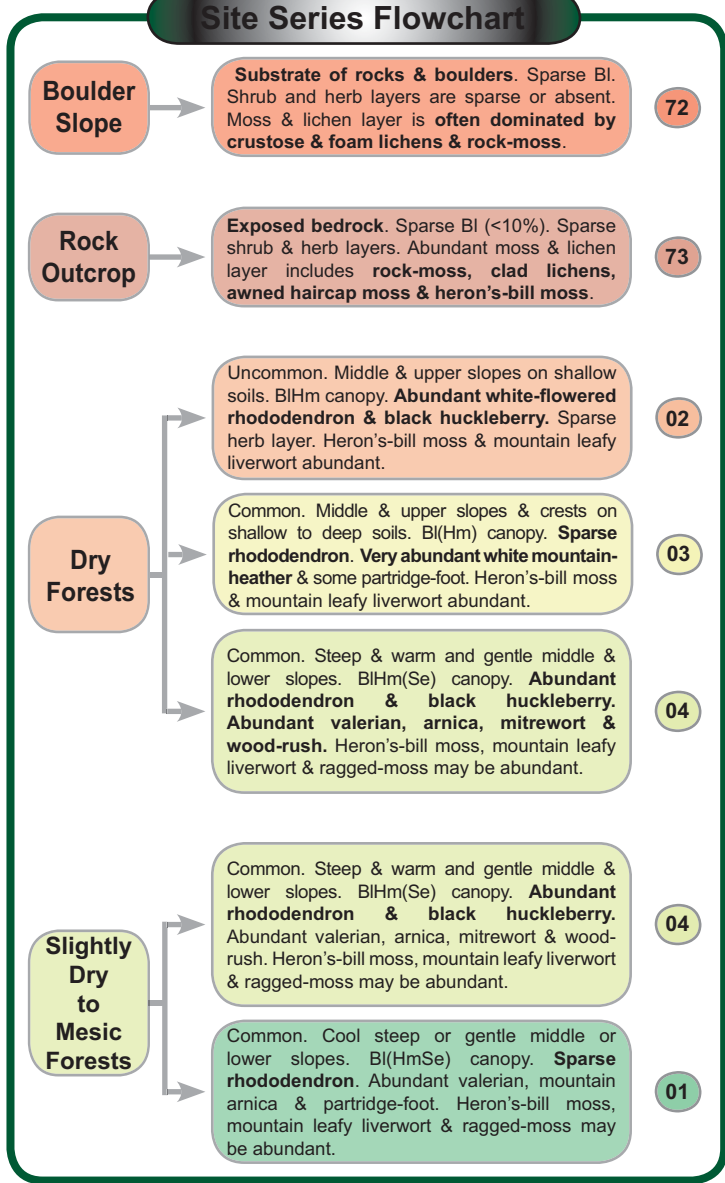 Site Series Flowchart
Boulder
Slope
Substrate of rocks & boulders. Sparse Bl.
Shrub and herb layers are sparse or absent.
Moss & lichen layer is often dominated by
crustose & foam lichens & rock-moss.
72
Rock
Outcrop
Exposed bedrock. Sparse Bl (<10%). Sparse
shrub & herb layers. Abundant moss & lichen
layer includes rock-moss, clad lichens,
awned haircap moss & heron's-bill moss.
73
Dry
Forests
Uncommon. Middle & upper slopes on shallow
soils. BlHm canopy. Abundant white-flowered
rhododendron & black huckleberry. Sparse
herb layer. Heron's-bill moss & mountain leafy
liverwort abundant.
02
Common. Middle & upper slopes & crests on
shallow to deep soils. Bl(Hm) canopy. Sparse
rhododendron. Very abundant white mountain-
heather & some partridge-foot. Heron's-bill moss
& mountain leafy liverwort abundant.
03
Common. Steep & warm and gentle middle &
lower slopes. BlHm(Se) canopy. Abundant
rhododendron & black huckleberry.
Abundant valerian, arnica, mitrewort &
wood-rush. Heron's-bill moss, mountain leafy
liverwort & ragged-moss may be abundant.
04
Slightly
Dry
to
Mesic
Forests
Common. Steep & warm and gentle middle &
lower slopes. BlHm(Se) canopy. Abundant
rhododendron & black huckleberry.
Abundant valerian, arnica, mitrewort & wood-
rush. Heron's-bill moss, mountain leafy liverwort
& ragged-moss may be abundant.
04
Common. Cool steep or gentle middle or
lower slopes. Bl(HmSe) canopy. Sparse
rhododendron. Abundant valerian, mountain
arnica & partridge-foot. Heron's-bill moss,
mountain leafy liverwort & ragged-moss may
be abundant.
01